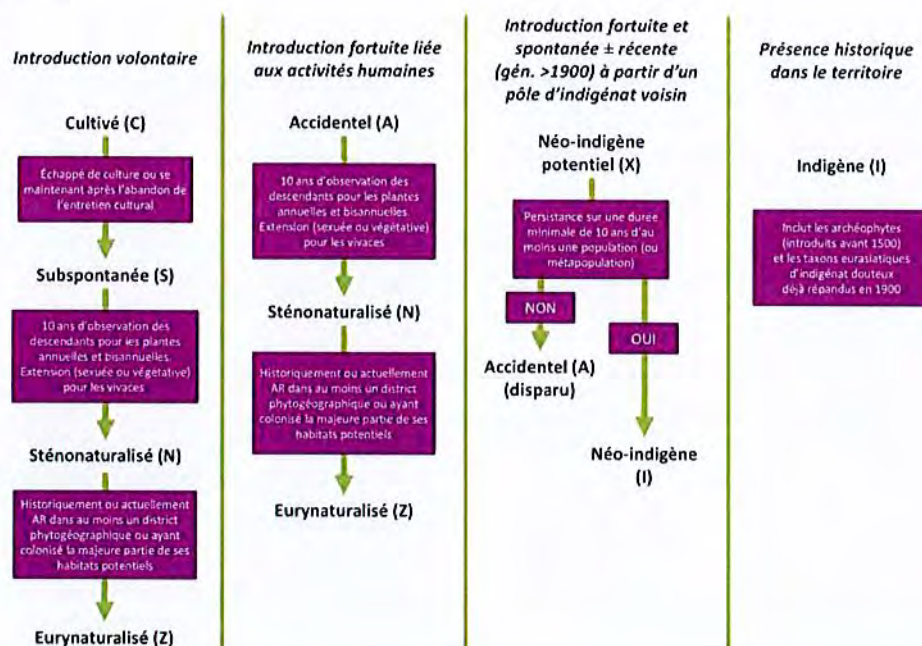 Introduction volontaire
Cultivé (C)
Échappé de culture ou se
maintenant après l'abandon de
l'entretien cultural
Subspontanée (S)
10 ans d'observation des
descendants pour les plantes
annuelles et bisannuelles.
Extension (sexuée ou végétative)
pour les vivaces
Sténonaturalisé (N)
Historiquement ou actuellement
AR dans au moins un district
phytogéographique ou ayant
colonisé la majeure partie de ses
habitats potentiels
Eurynaturalisé (Z)
Introduction fortuite liée
aux activités humaines
Accidentel (A)
10 ans d'observation des
descendants pour les plantes
annuelles et bisannuelles.
Extension (sexuée ou végétative)
pour les vivaces
Sténonaturalisé (N)
Historiquement ou actuellement
AR dans au moins un district
phytogéographique ou ayant
colonisé la majeure partie de ses
habitats potentiels
Eurynaturalisé (Z)
Introduction fortuite et
spontanée ± récente
(gén. >1900) à partir d'un
pôle d'indigénat voisin
Néo-indigène
potentiel (X)
Persistance sur une durée
minimale de 10 ans d'au
moins une population (ou
métapopulation)
NON
OUI
Accidentel (A)
(disparu)
Néo-indigène
(I)
Présence historique
dans le territoire
Indigène (I)
Inclut les archéophytes
(introduits avant 1500)
et les taxons eurasiatiques
d'indigénat douteux
déjà répandus en 1900